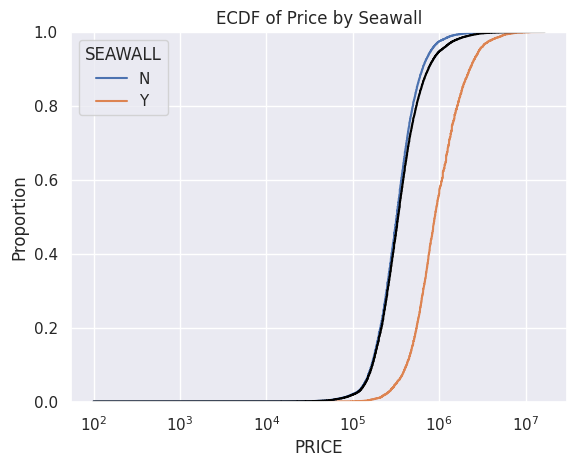 ECDF of Price by Seawall
SEAWALL
N
Y
Proportion
1.0
0.8
0.6
0.4
0.2
0.0
10²
10³
10⁴
10⁵
10⁶
10⁷
PRICE